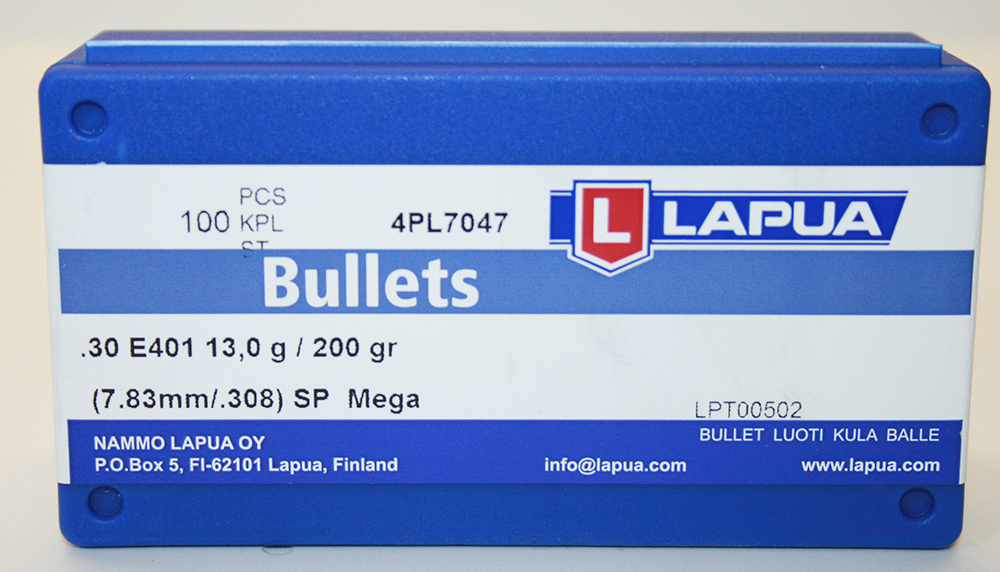 PCS
100 KPL
ST
4PL7047
L LAPUA
Bullets
.30 E401 13,0 g / 200 gr
(7.83mm/.308) SP Mega
LPT00502
BULLET LUOTI KULA BALLE
NAMMO LAPUA OY
P.O.Box 5, FI-62101 Lapua, Finland
info@lapua.com
www.lapua.com